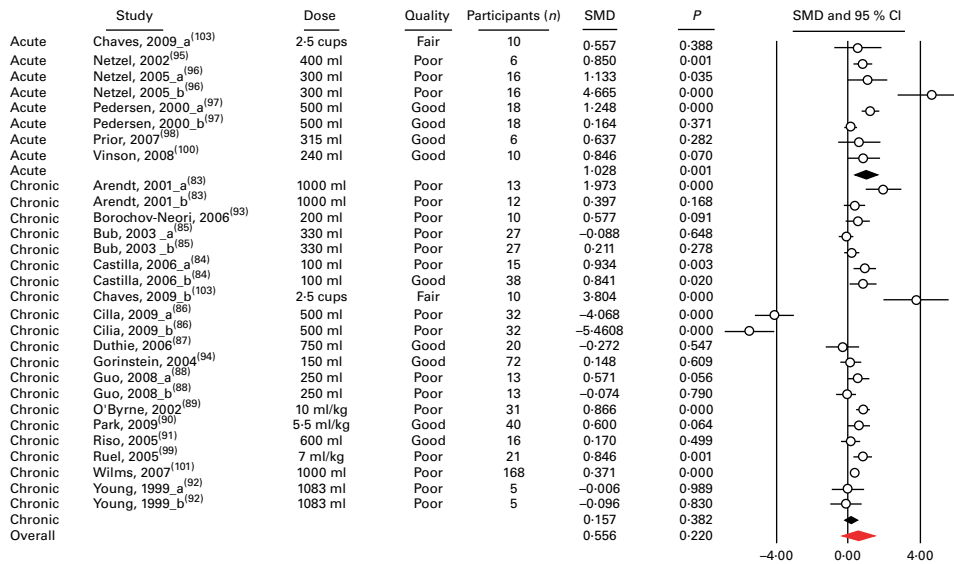 Study Dose Quality Participants (n) SMD P SMD and 95 % CI
Acute Chaves, 2009_a(103) 2·5 cups Fair 10 0·557 0·388
Acute Netzel, 2002(95) 400 ml Poor 6 0·850 0·001
Acute Netzel, 2005_a(96) 300 ml Poor 16 1·133 0·035
Acute Netzel, 2005_b(96) 300 ml Poor 16 4·665 0·000
Acute Pedersen, 2000_a(97) 500 ml Good 18 1·248 0·000
Acute Pedersen, 2000_b(97) 500 ml Good 18 0·164 0·371
Acute Prior, 2007(98) 315 ml Good 6 0·637 0·282
Acute Vinson, 2008(100) 240 ml Good 10 0·846 0·070
Acute 1·028 0·001
Chronic Arendt, 2001_a(83) 1000 ml Poor 13 1·973 0·000
Chronic Arendt, 2001_b(83) 1000 ml Poor 12 0·397 0·168
Chronic Borochov-Neori, 2006(93) 200 ml Poor 10 0·577 0·091
Chronic Bub, 2003 _a(85) 330 ml Poor 27 –0·088 0·648
Chronic Bub, 2003 _b(85) 330 ml Poor 27 0·211 0·278
Chronic Castilla, 2006_a(84) 100 ml Poor 15 0·934 0·003
Chronic Castilla, 2006_b(84) 100 ml Good 38 0·841 0·020
Chronic Chaves, 2009_b(103) 2·5 cups Fair 10 3·804 0·000
Chronic Cilla, 2009_a(86) 500 ml Poor 32 –4·068 0·000
Chronic Cilia, 2009_b(86) 500 ml Poor 32 –5·4608 0·000
Chronic Duthie, 2006(87) 750 ml Good 20 –0·272 0·547
Chronic Gorinstein, 2004(94) 150 ml Good 72 0·148 0·609
Chronic Guo, 2008_a(88) 250 ml Poor 13 0·571 0·056
Chronic Guo, 2008_b(88) 250 ml Poor 13 –0·074 0·790
Chronic O'Byrne, 2002(89) 10 ml/kg Poor 31 0·866 0·000
Chronic Park, 2009(90) 5·5 ml/kg Good 40 0·600 0·064
Chronic Riso, 2005(91) 600 ml Good 16 0·170 0·499
Chronic Ruel, 2005(99) 7 ml/kg Poor 21 0·846 0·001
Chronic Wilms, 2007(101) 1000 ml Poor 168 0·371 0·000
Chronic Young, 1999_a(92) 1083 ml Poor 5 –0·006 0·989
Chronic Young, 1999_b(92) 1083 ml Poor 5 –0·096 0·830
Chronic 0·157 0·382
Overall 0·556 0·220
–4·00 0·00 4·00